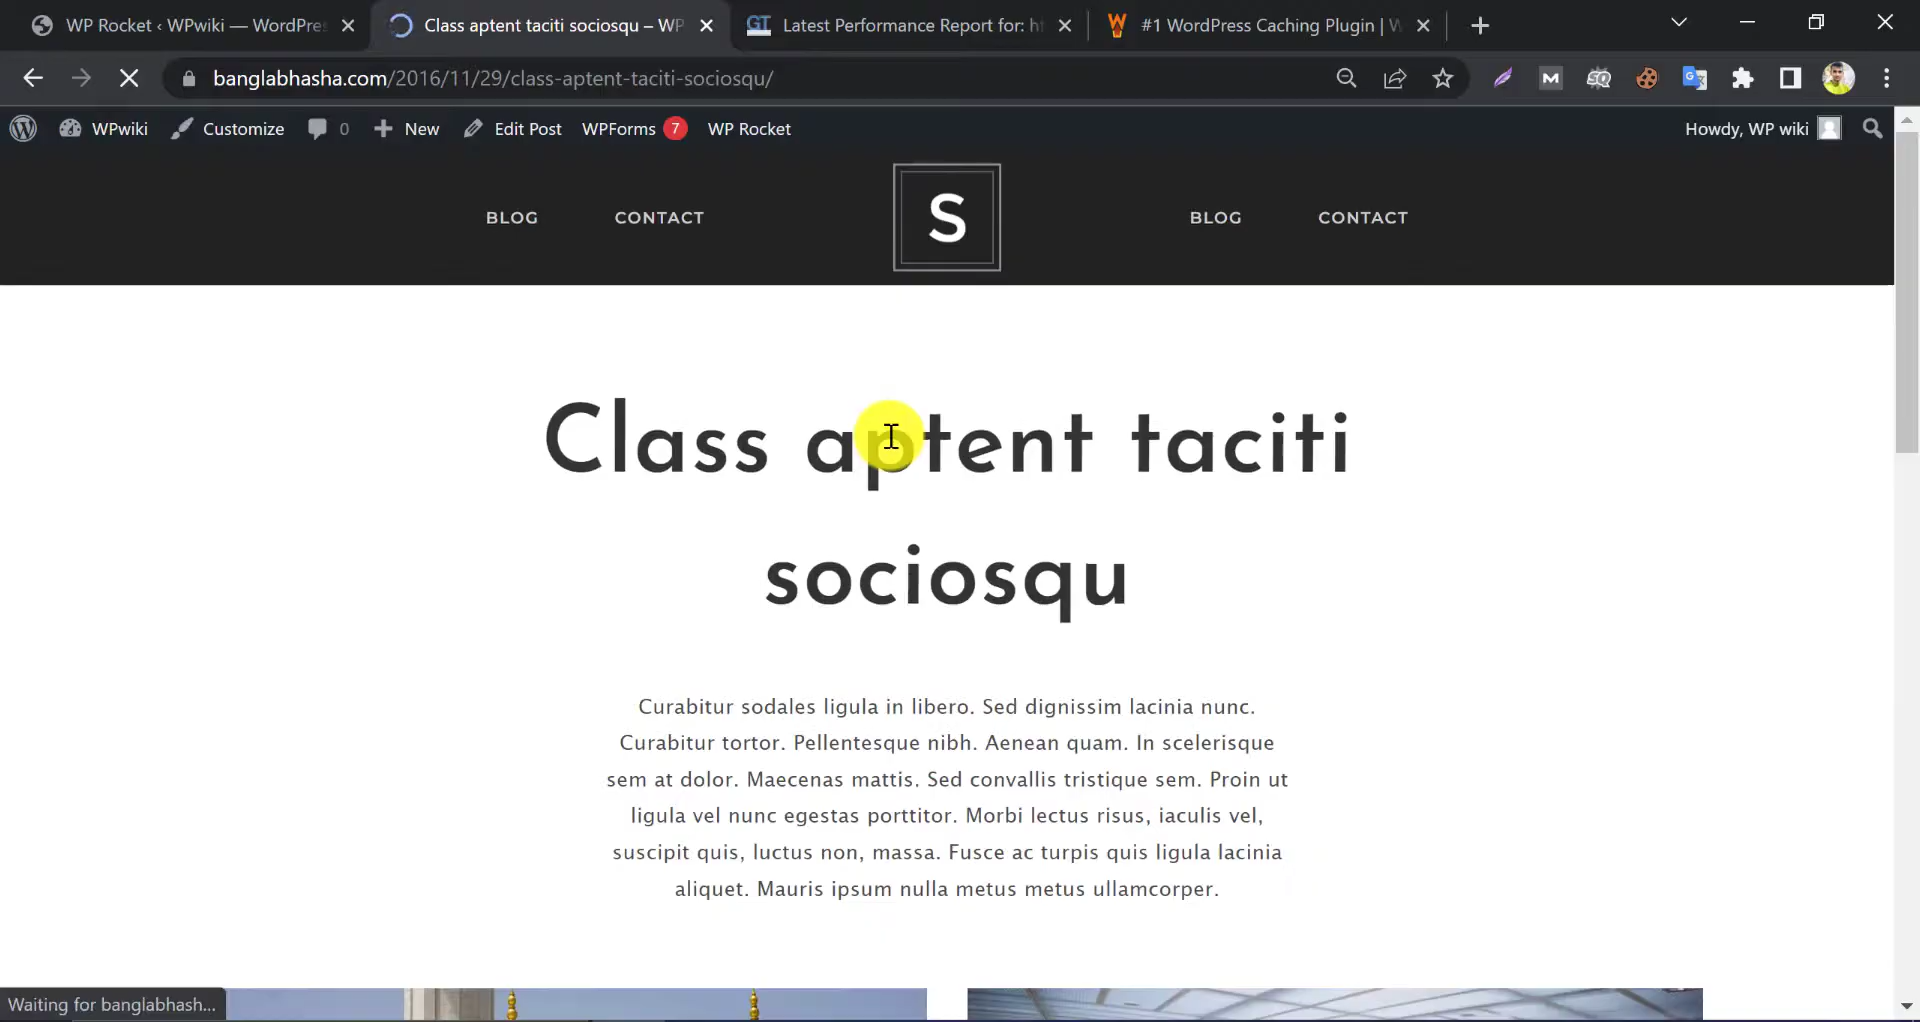 WP Rocket ‹ WPwiki — WordPre
Class aptent taciti sociosqu – WP
GT Latest Performance Report for: ht
#1 WordPress Caching Plugin | W
banglabhasha.com/2016/11/29/class-aptent-taciti-sociosqu/
WPwiki Customize 0 New Edit Post WPForms 7 WP Rocket Howdy, WP wiki
BLOG CONTACT S BLOG CONTACT
Class aptent taciti
sociosqu
Curabitur sodales ligula in libero. Sed dignissim lacinia nunc.
Curabitur tortor. Pellentesque nibh. Aenean quam. In scelerisque
sem at dolor. Maecenas mattis. Sed convallis tristique sem. Proin ut
ligula vel nunc egestas porttitor. Morbi lectus risus, iaculis vel,
suscipit quis, luctus non, massa. Fusce ac turpis quis ligula lacinia
aliquet. Mauris ipsum nulla metus metus ullamcorper.
Waiting for banglabhash...